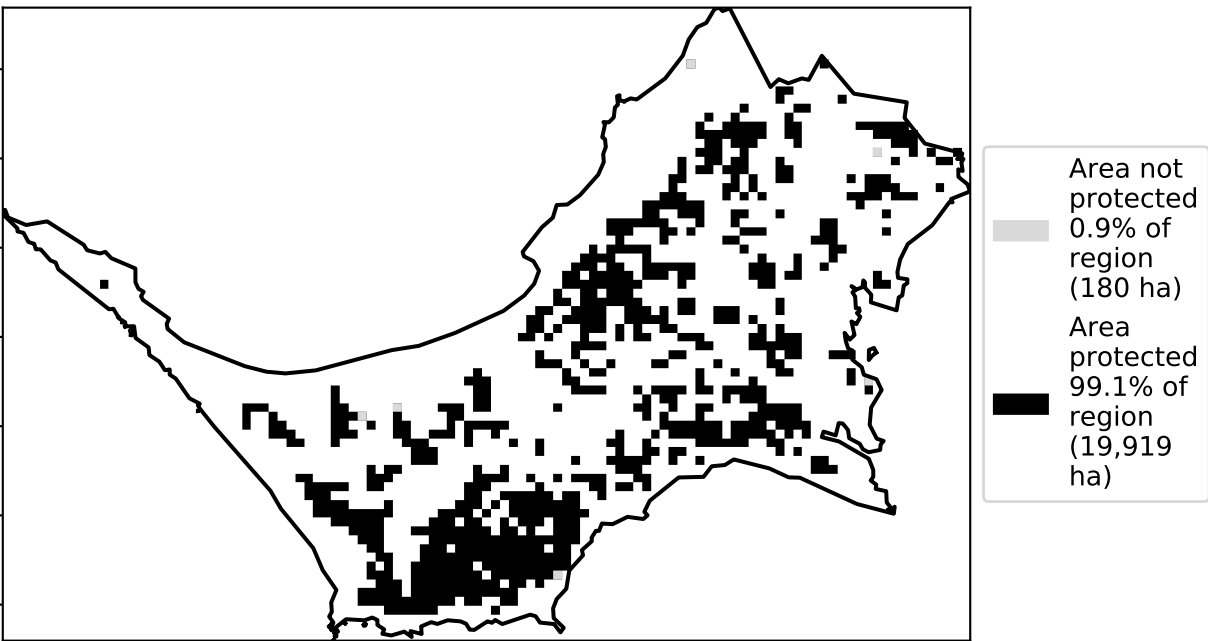 Area not
protected
0.9% of
region
(180 ha)
Area
protected
99.1% of
region
(19,919
ha)